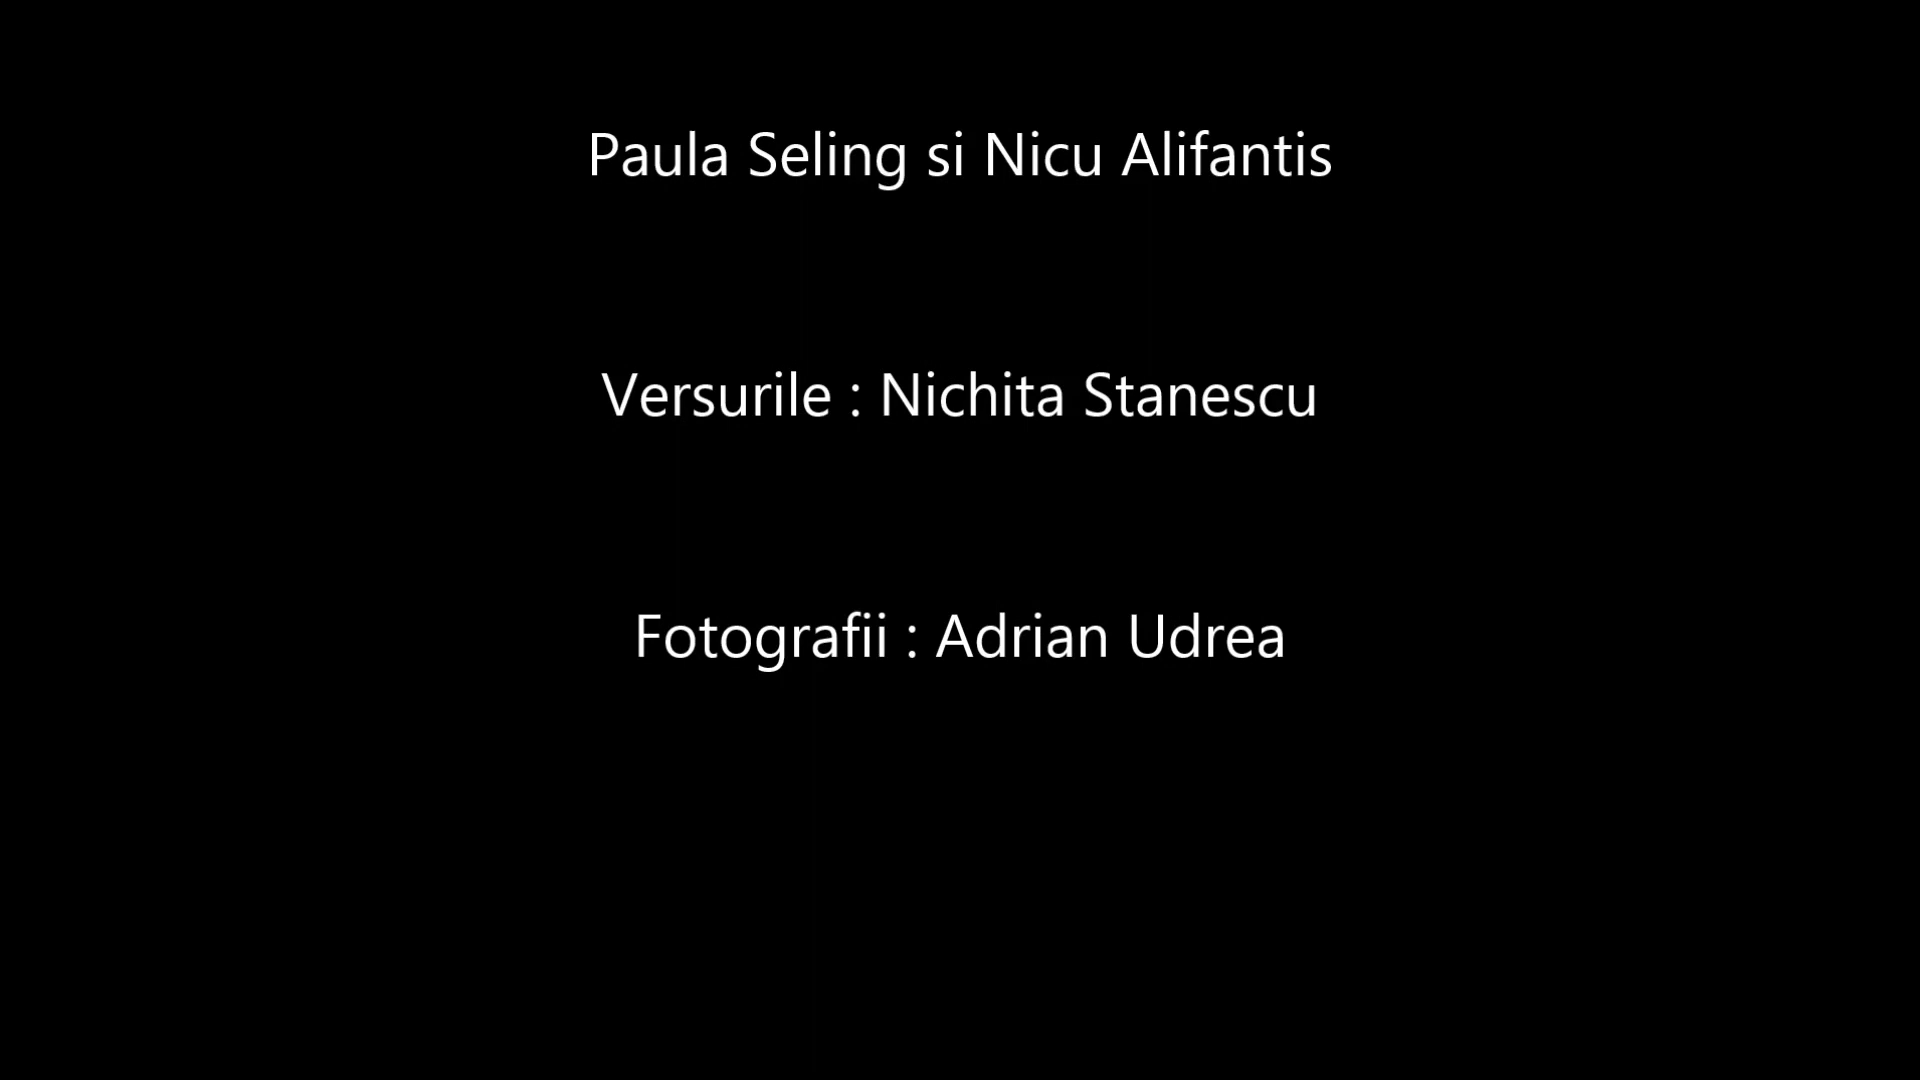 Paula Seling si Nicu Alifantis
Versurile : Nichita Stanescu
Fotografii : Adrian Udrea